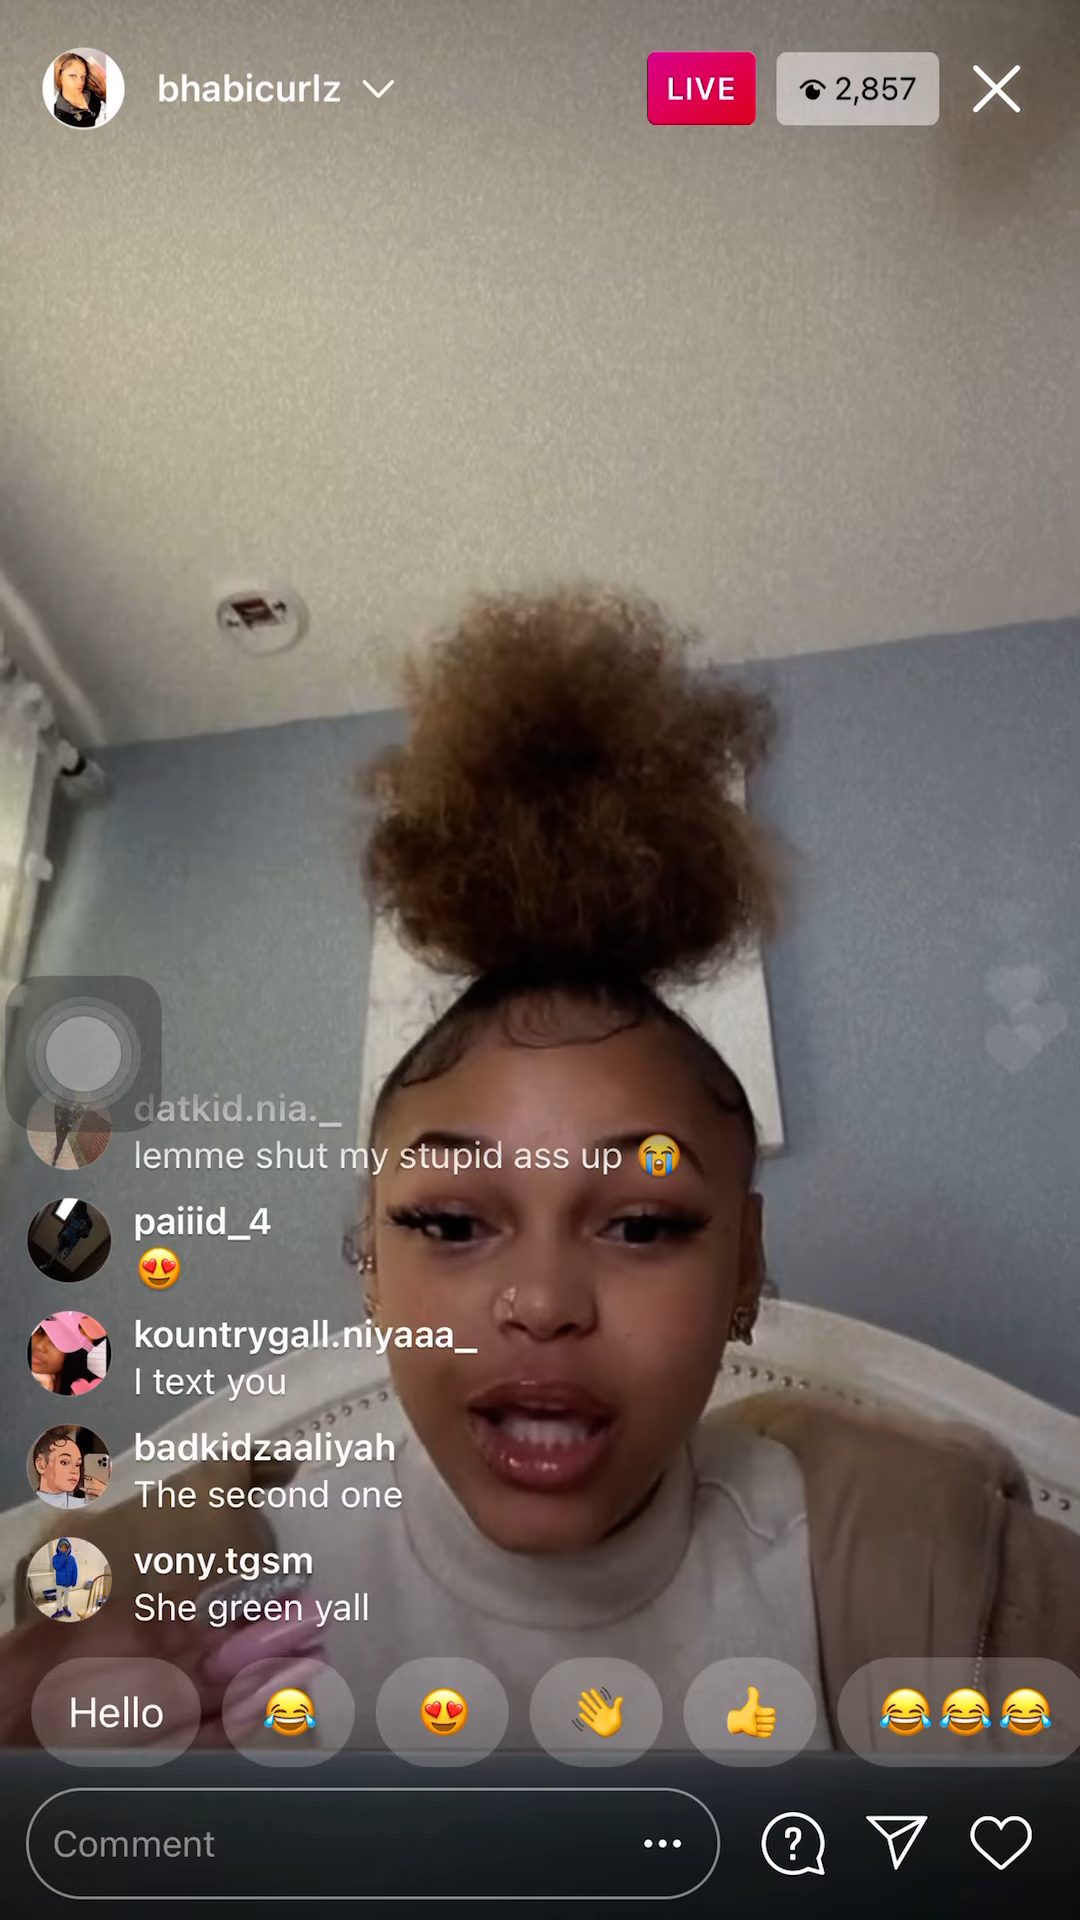 bhabicurlz
LIVE
2,857
datkid.nia._
lemme shut my stupid ass up 😭
paiiid_4
😍
kountrygall.niyaaa_
I text you
badkidzaaliyah
The second one
vony.tgsm
She green yall
Hello 😂 😍 👋 👍 😂😂😂
Comment